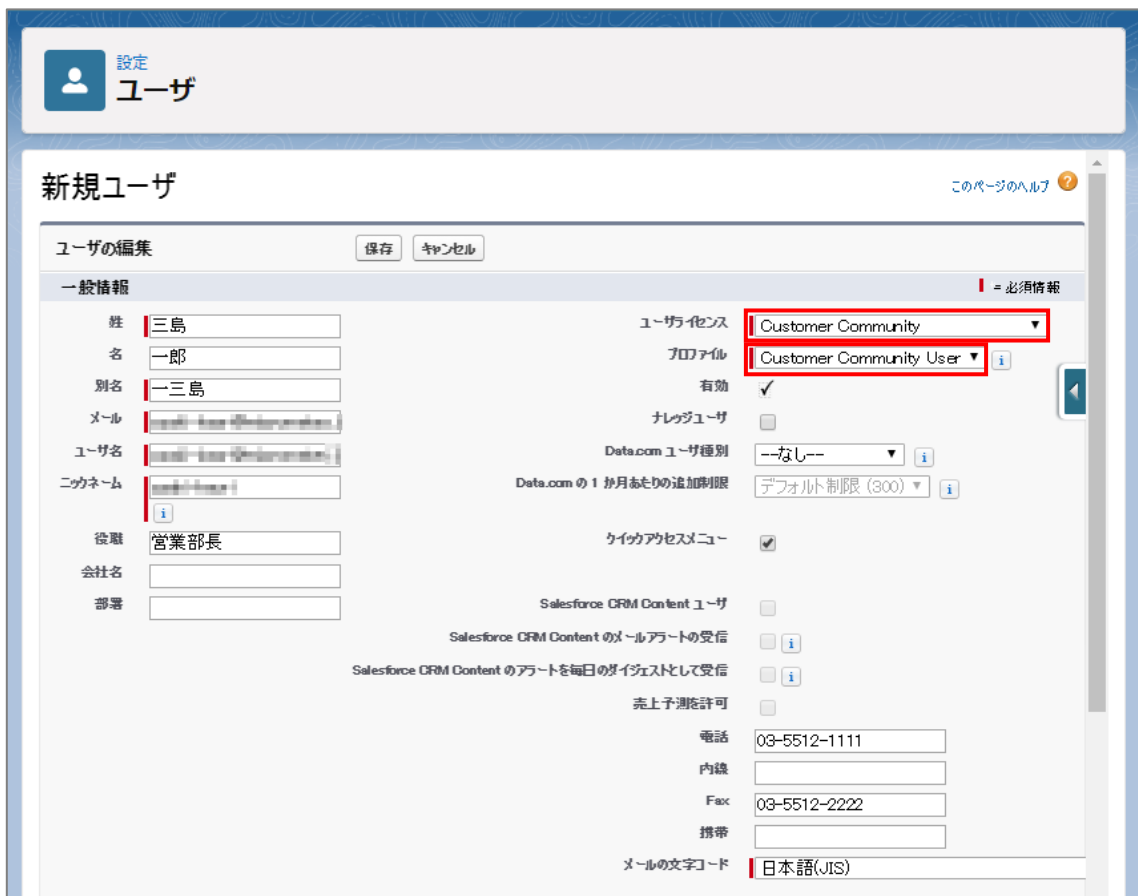 設定
ユーザ
新規ユーザ
このページのヘルプ
ユーザの編集 保存 キャンセル
一般情報 = 必須情報
姓 三島 ユーザライセンス Customer Community
名 一郎 プロファイル Customer Community User
別名 一三島 有効
メール ナレッジユーザ
ユーザ名 Data.com ユーザ種別 --なし--
ニックネーム Data.com の 1 か月あたりの追加制限 デフォルト制限 (300)
役職 営業部長 クイックアクセスメニュー
会社名
部署 Salesforce CRM Content ユーザ
Salesforce CRM Content のメールアラートの受信
Salesforce CRM Content のアラートを毎日のダイジェストとして受信
売上予測を許可
電話 03-5512-1111
内線
Fax 03-5512-2222
携帯
メールの文字コード 日本語(JIS)